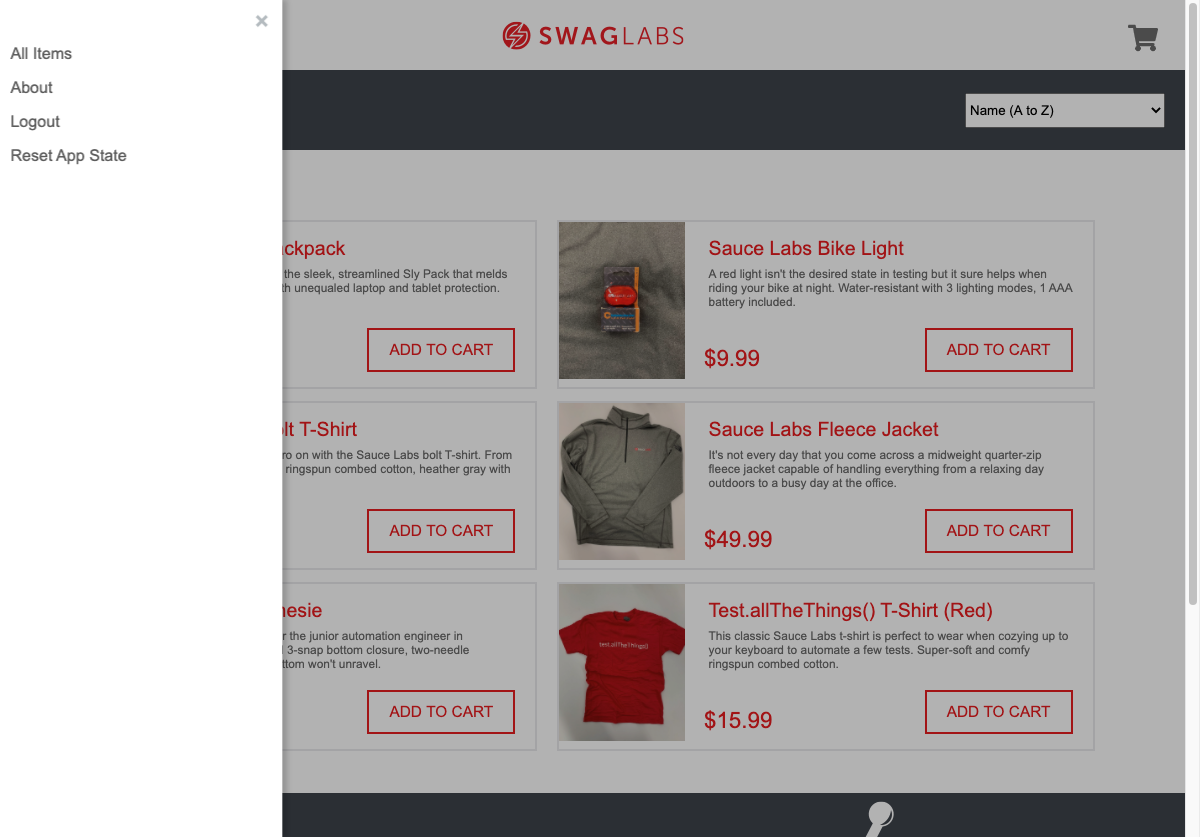 ×
All Items
About
Logout
Reset App State
SWAGLABS
Name (A to Z)
ckpack
the sleek, streamlined Sly Pack that melds
th unequaled laptop and tablet protection.
ADD TO CART
Sauce Labs Bike Light
A red light isn't the desired state in testing but it sure helps when
riding your bike at night. Water-resistant with 3 lighting modes, 1 AAA
battery included.
$9.99
ADD TO CART
lt T-Shirt
ro on with the Sauce Labs bolt T-shirt. From
ringspun combed cotton, heather gray with
ADD TO CART
Sauce Labs Fleece Jacket
It's not every day that you come across a midweight quarter-zip
fleece jacket capable of handling everything from a relaxing day
outdoors to a busy day at the office.
$49.99
ADD TO CART
nesie
r the junior automation engineer in
3-snap bottom closure, two-needle
ttom won't unravel.
ADD TO CART
test.allTheThings()
Test.allTheThings() T-Shirt (Red)
This classic Sauce Labs t-shirt is perfect to wear when cozying up to
your keyboard to automate a few tests. Super-soft and comfy
ringspun combed cotton.
$15.99
ADD TO CART